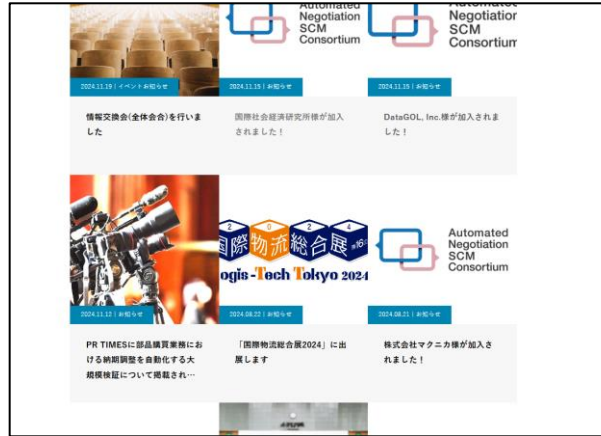 Automated
Negotiation
SCM
Consortium
Automated
Negotiation
SCM
Consortium
2024.11.19 | イベントお知らせ
2024.11.15 | お知らせ
2024.11.15 | お知らせ
情報交換会(全体会合)を行いま
した
国際社会経済研究所様が加入
されました！
DataGOL, Inc.様が加入されま
した！
2 0 2 4
国際物流総合展 第16回
ogis-Tech Tokyo 2024
Automated
Negotiation
SCM
Consortium
2024.11.12 | お知らせ
2024.08.22 | お知らせ
2024.08.21 | お知らせ
PR TIMESに部品購買業務にお
ける納期調整を自動化する大
規模検証について掲載され…
「国際物流総合展2024」に出
展します
株式会社マクニカ様が加入さ
れました！